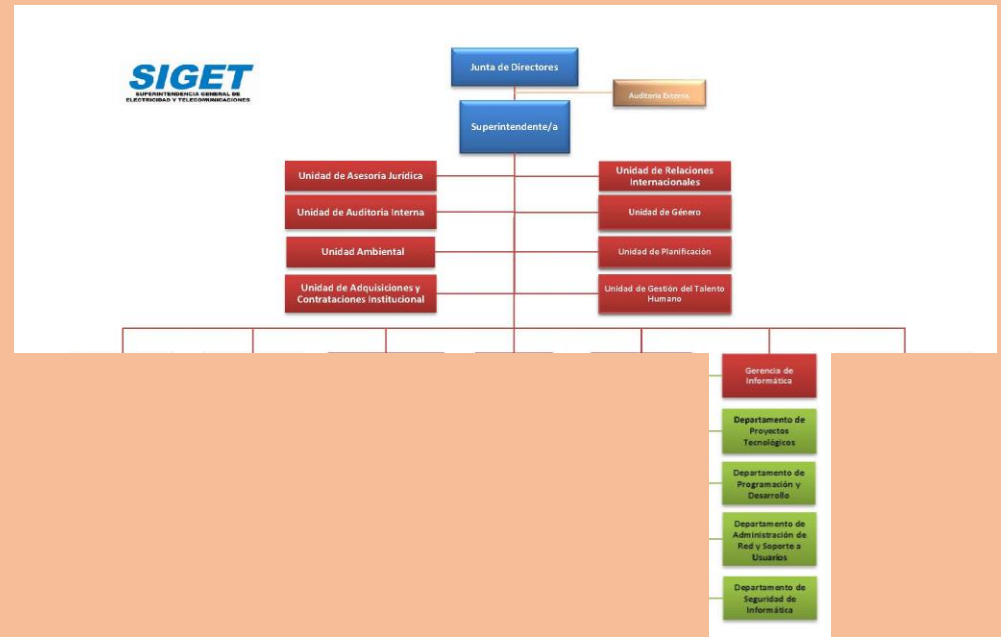 SIGET
SUPERINTENDENCIA GENERAL DE
ELECTRICIDAD Y TELECOMUNICACIONES
Junta de Directores
Auditoria Externa
Superintendente/a
Unidad de Asesoría Jurídica
Unidad de Relaciones
Internacionales
Unidad de Auditoria Interna
Unidad de Género
Unidad Ambiental
Unidad de Planificación
Unidad de Adquisiciones y
Contrataciones Institucional
Unidad de Gestión del Talento
Humano
Gerencia de
Informática
Departamento de
Proyectos
Tecnológicos
Departamento de
Programación y
Desarrollo
Departamento de
Administración de
Red y Soporte a
Usuarios
Departamento de
Seguridad de
Informática